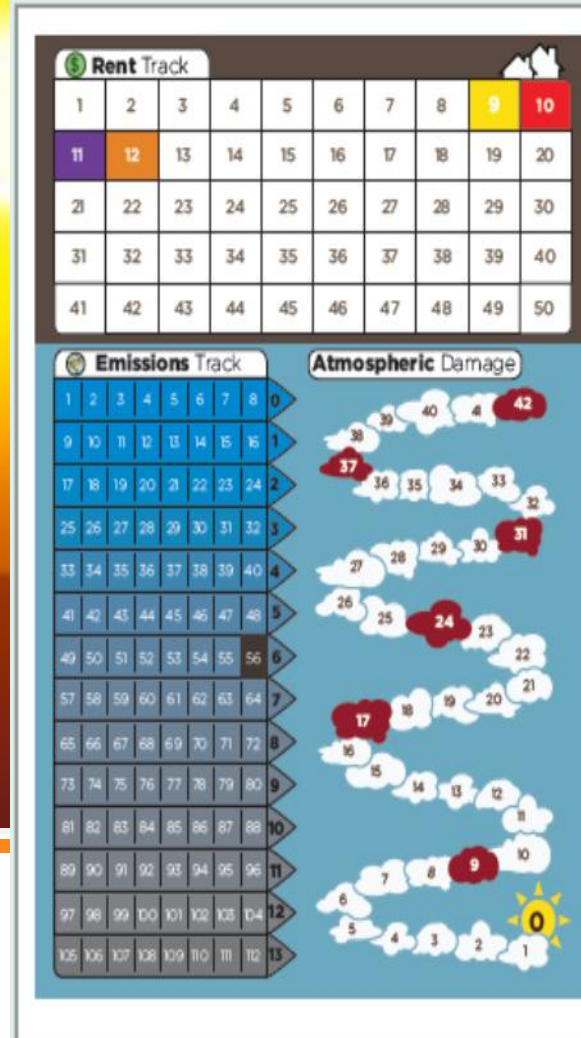 $ Rent Track
1 2 3 4 5 6 7 8 9 10
11 12 13 14 15 16 17 18 19 20
21 22 23 24 25 26 27 28 29 30
31 32 33 34 35 36 37 38 39 40
41 42 43 44 45 46 47 48 49 50
Emissions Track
1 2 3 4 5 6 7 8 0
9 10 11 12 13 14 15 16 1
17 18 19 20 21 22 23 24 2
25 26 27 28 29 30 31 32 3
33 34 35 36 37 38 39 40 4
41 42 43 44 45 46 47 48 5
49 50 51 52 53 54 55 56 6
57 58 59 60 61 62 63 64 7
65 66 67 68 69 70 71 72 8
73 74 75 76 77 78 79 80 9
81 82 83 84 85 86 87 88 10
89 90 91 92 93 94 95 96 11
97 98 99 100 101 102 103 104 12
105 106 107 108 109 110 111 112 13
Atmospheric Damage
38 39 40 41 42
37 36 35 34 33 32
27 28 29 30 31
26 25 24 23 22
17 18 19 20 21
16 15 14 13 12 11
6 7 8 9 10
5 4 3 2 1 0